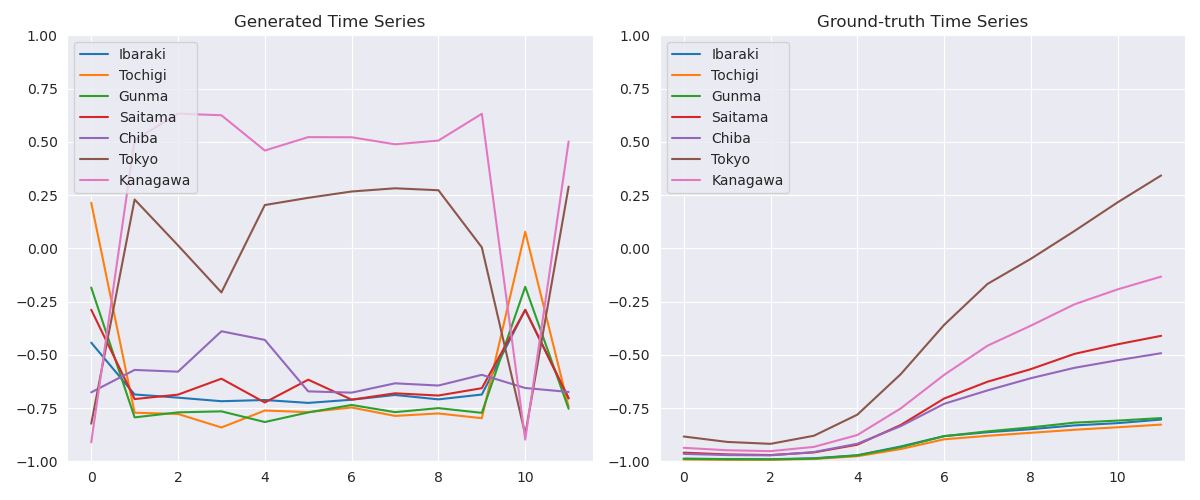 Generated Time Series
1.00
0.75
0.50
0.25
0.00
−0.25
−0.50
−0.75
−1.00
0 2 4 6 8 10
Ibaraki
Tochigi
Gunma
Saitama
Chiba
Tokyo
Kanagawa
Ground-truth Time Series
1.00
0.75
0.50
0.25
0.00
−0.25
−0.50
−0.75
−1.00
0 2 4 6 8 10
Ibaraki
Tochigi
Gunma
Saitama
Chiba
Tokyo
Kanagawa